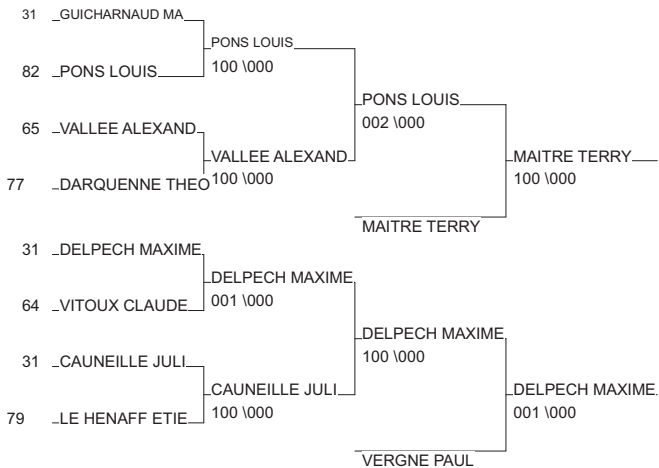 31 GUICHARNAUD MA
PONS LOUIS
100 \000
82 PONS LOUIS
PONS LOUIS
002 \000
65 VALLEE ALEXAND
VALLEE ALEXAND
100 \000
MAITRE TERRY
100 \000
77 DARQUENNE THEO
MAITRE TERRY
31 DELPECH MAXIME
DELPECH MAXIME
001 \000
64 VITOUX CLAUDE
DELPECH MAXIME
100 \000
31 CAUNEILLE JULI
CAUNEILLE JULI
100 \000
DELPECH MAXIME
001 \000
79 LE HENAFF ETIE
VERGNE PAUL